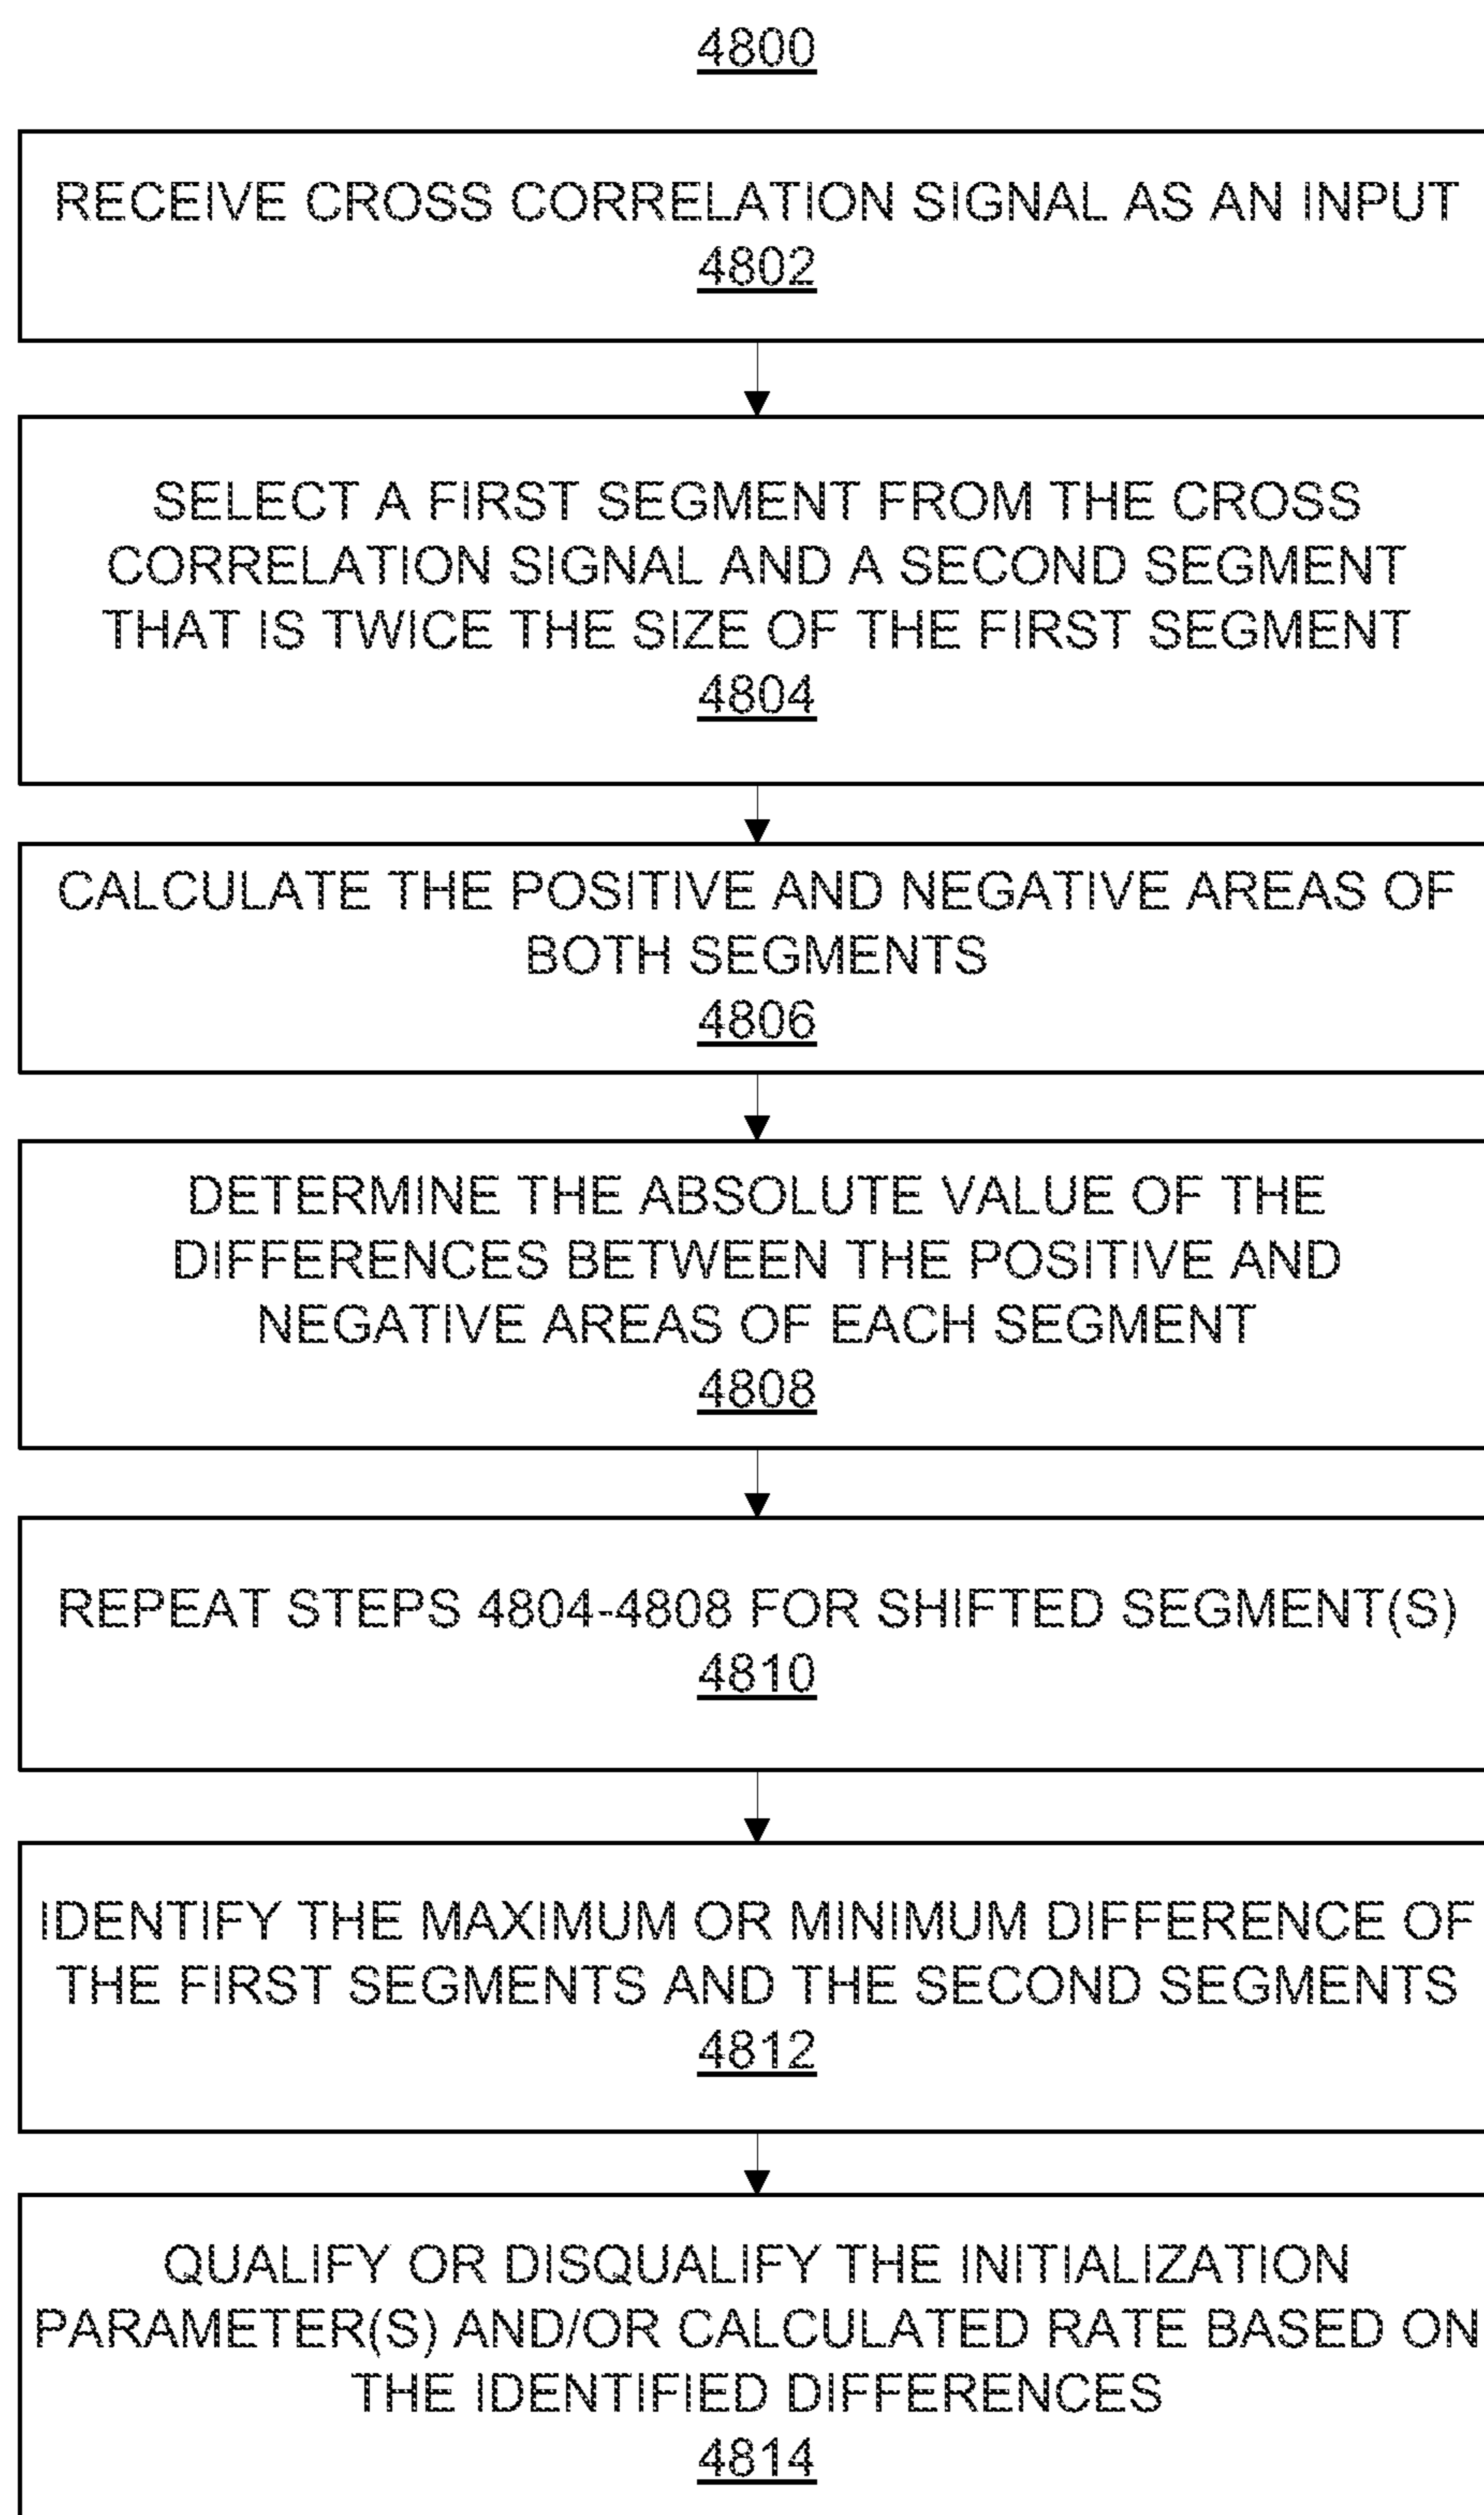 4800
RECEIVE CROSS CORRELATION SIGNAL AS AN INPUT
4802
SELECT A FIRST SEGMENT FROM THE CROSS
CORRELATION SIGNAL AND A SECOND SEGMENT
THAT IS TWICE THE SIZE OF THE FIRST SEGMENT
4804
CALCULATE THE POSITIVE AND NEGATIVE AREAS OF
BOTH SEGMENTS
4806
DETERMINE THE ABSOLUTE VALUE OF THE
DIFFERENCES BETWEEN THE POSITIVE AND
NEGATIVE AREAS OF EACH SEGMENT
4808
REPEAT STEPS 4804-4808 FOR SHIFTED SEGMENT(S)
4810
IDENTIFY THE MAXIMUM OR MINIMUM DIFFERENCE OF
THE FIRST SEGMENTS AND THE SECOND SEGMENTS
4812
QUALIFY OR DISQUALIFY THE INITIALIZATION
PARAMETER(S) AND/OR CALCULATED RATE BASED ON
THE IDENTIFIED DIFFERENCES
4814